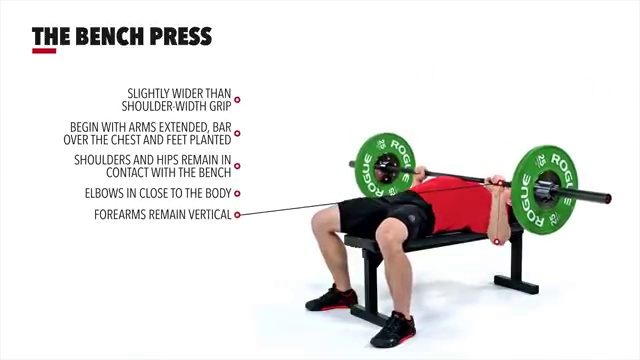 THE BENCH PRESS
SLIGHTLY WIDER THAN
SHOULDER-WIDTH GRIP
BEGIN WITH ARMS EXTENDED, BAR
OVER THE CHEST AND FEET PLANTED
SHOULDERS AND HIPS REMAIN IN
CONTACT WITH THE BENCH
ELBOWS IN CLOSE TO THE BODY
FOREARMS REMAIN VERTICAL
ROGUE
ROGUE
ROGUE
25